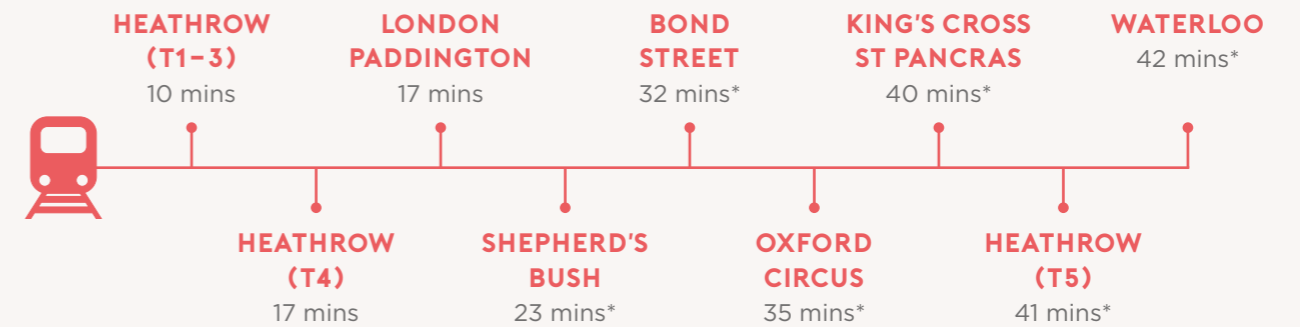 HEATHROW
(T1–3)
10 mins
LONDON
PADDINGTON
17 mins
BOND
STREET
32 mins*
KING'S CROSS
ST PANCRAS
40 mins*
WATERLOO
42 mins*
HEATHROW
(T4)
17 mins
SHEPHERD'S
BUSH
23 mins*
OXFORD
CIRCUS
35 mins*
HEATHROW
(T5)
41 mins*